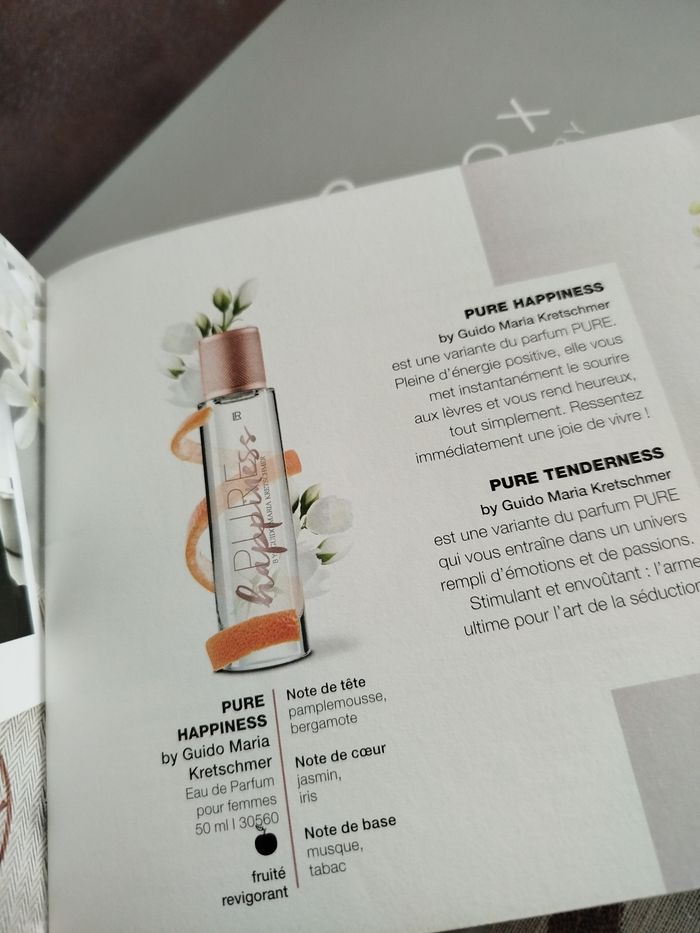 PURE HAPPINESS
by Guido Maria Kretschmer
est une variante du parfum PURE.
Pleine d'énergie positive, elle vous
met instantanément le sourire
aux lèvres et vous rend heureux,
tout simplement. Ressentez
immédiatement une joie de vivre !
PURE TENDERNESS
by Guido Maria Kretschmer
est une variante du parfum PURE
qui vous entraîne dans un univers
rempli d'émotions et de passions.
Stimulant et envoûtant : l'arme
ultime pour l'art de la séduction
LR
PURE
happiness
BY GUIDO MARIA KRETSCHMER
PURE
HAPPINESS
by Guido Maria
Kretschmer
Eau de Parfum
pour femmes
50 ml | 30560
fruité
revigorant
Note de tête
pamplemousse,
bergamote
Note de cœur
jasmin,
iris
Note de base
musque,
tabac